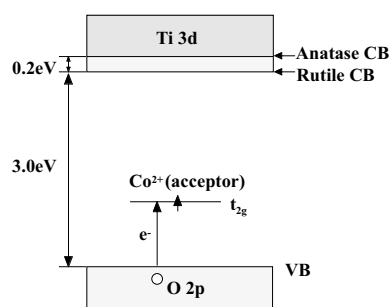 Ti 3d
Anatase CB
0.2eV
Rutile CB
3.0eV
Co²⁺(acceptor)
t₂g
e⁻
VB
O 2p